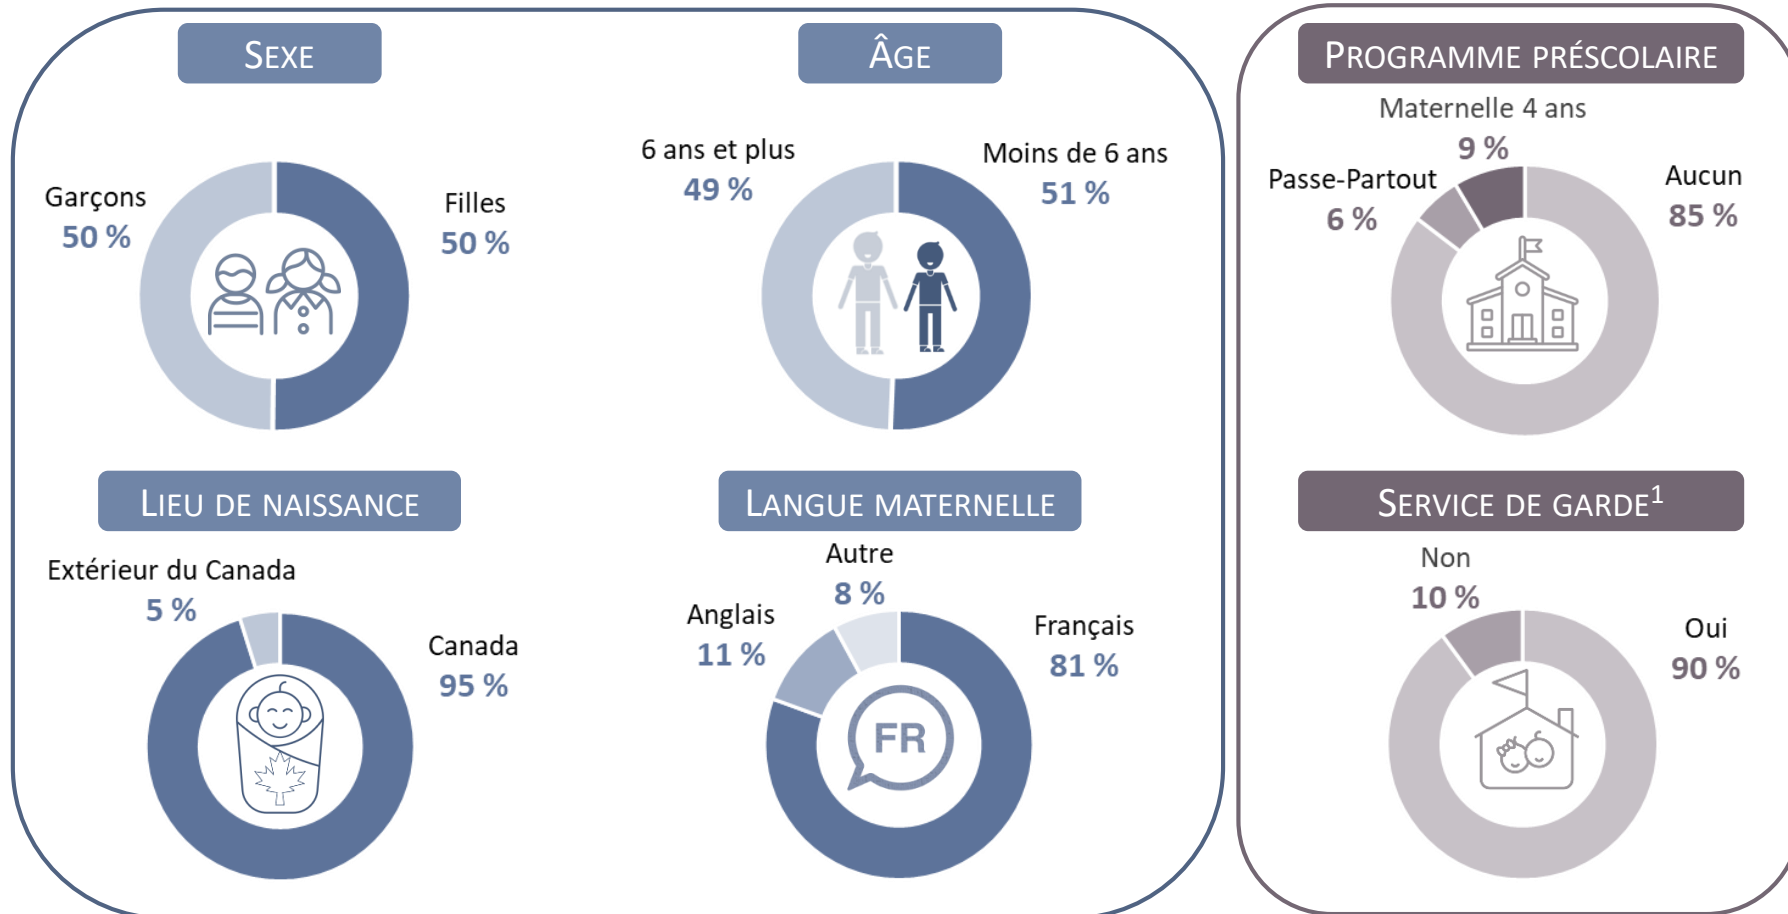 SEXE
Garçons
50 %
Filles
50 %
ÂGE
6 ans et plus
49 %
Moins de 6 ans
51 %
LIEU DE NAISSANCE
Extérieur du Canada
5 %
Canada
95 %
LANGUE MATERNELLE
Autre
8 %
Anglais
11 %
Français
81 %
FR
PROGRAMME PRÉSCOLAIRE
Maternelle 4 ans
9 %
Passe-Partout
6 %
Aucun
85 %
SERVICE DE GARDE¹
Non
10 %
Oui
90 %